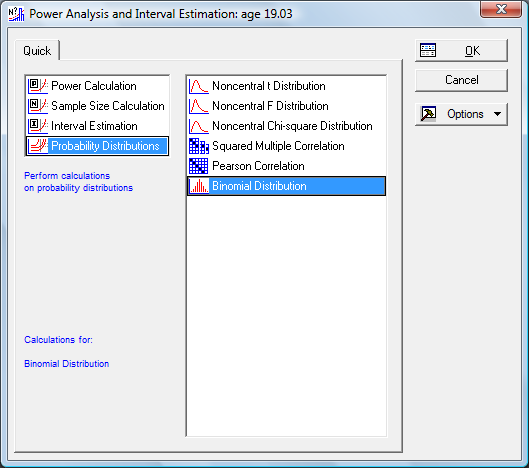 Power Analysis and Interval Estimation: age 19.03
Quick
Power Calculation
Sample Size Calculation
Interval Estimation
Probability Distributions
Perform calculations
on probability distributions
Calculations for:
Binomial Distribution
Noncentral t Distribution
Noncentral F Distribution
Noncentral Chi-square Distribution
Squared Multiple Correlation
Pearson Correlation
Binomial Distribution
OK
Cancel
Options